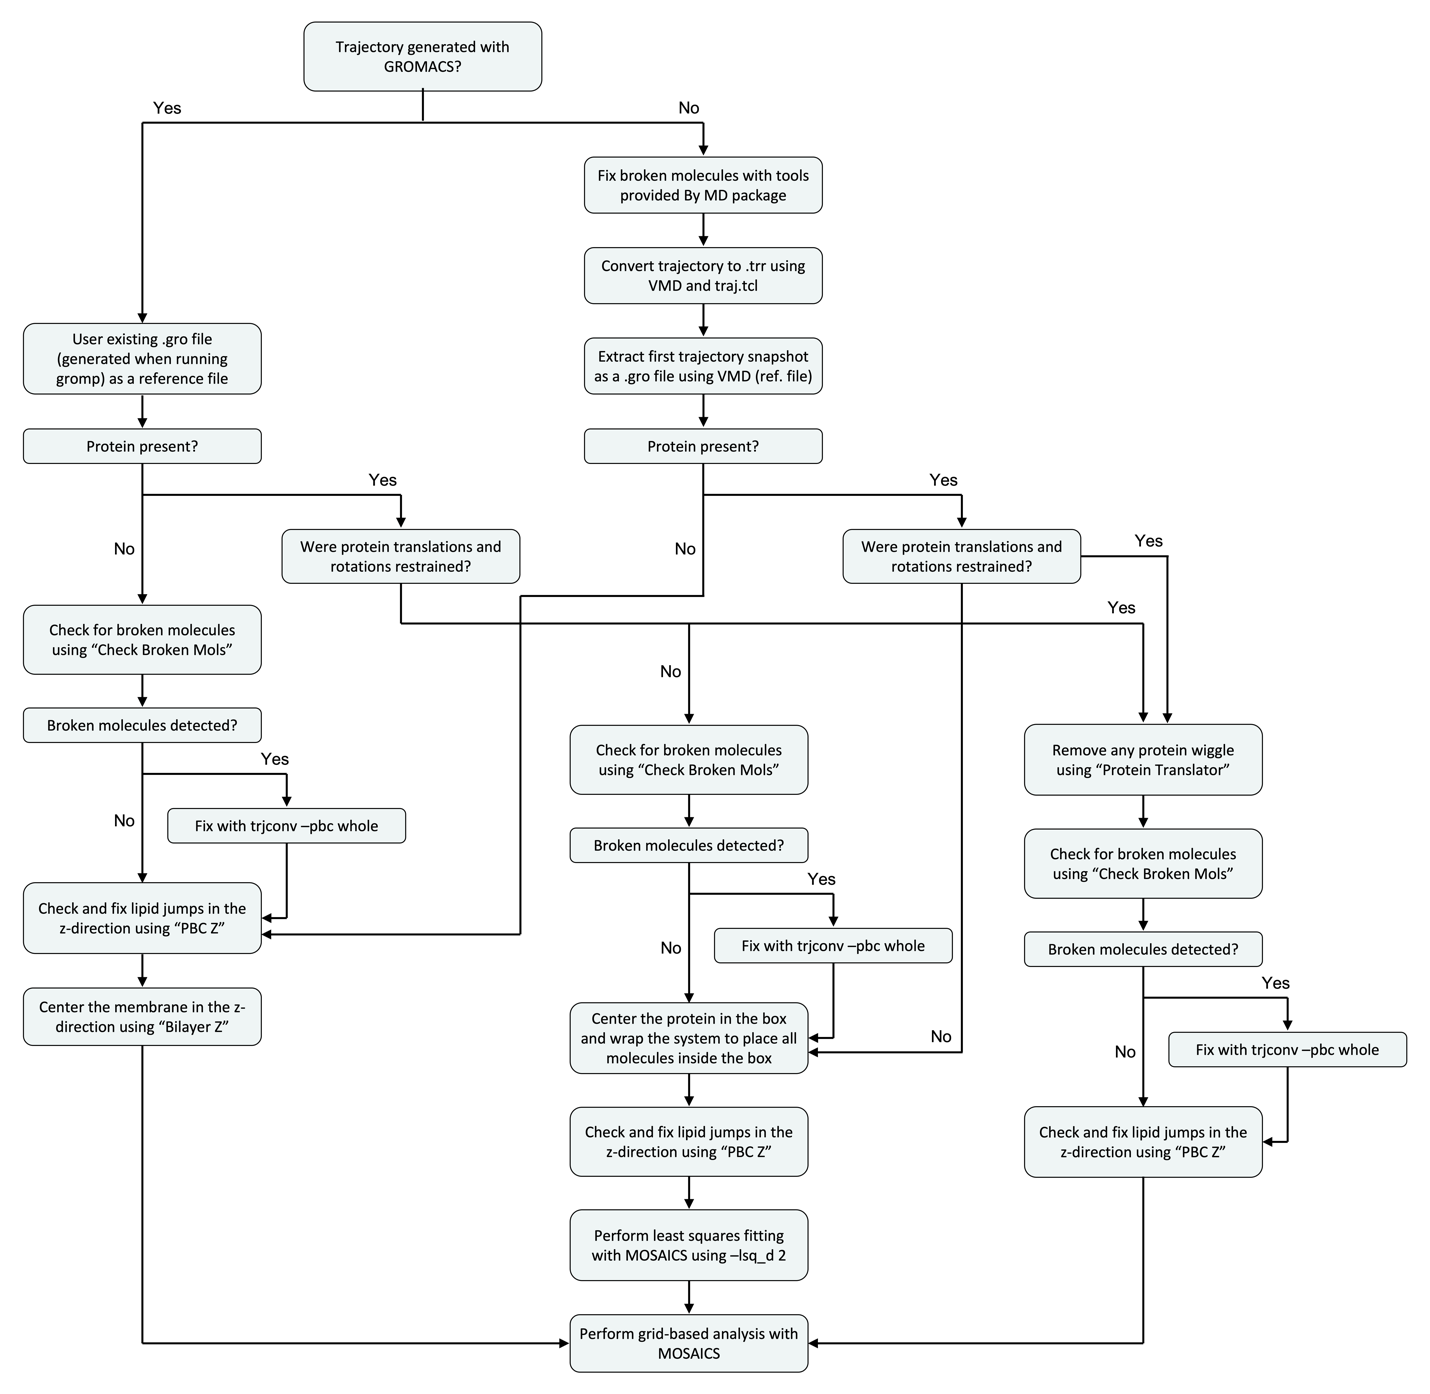 Trajectory generated with
GROMACS?
Yes
No
Fix broken molecules with tools
provided By MD package
Convert trajectory to .trr using
VMD and traj.tcl
User existing .gro file
(generated when running
gromp) as a reference file
Extract first trajectory snapshot
as a .gro file using VMD (ref. file)
Protein present?
Protein present?
Yes
Yes
No
Were protein translations and
rotations restrained?
No
Were protein translations and
rotations restrained?
Yes
Yes
Check for broken molecules
using “Check Broken Mols”
No
Broken molecules detected?
Yes
No
Fix with trjconv –pbc whole
Check for broken molecules
using “Check Broken Mols”
Remove any protein wiggle
using “Protein Translator”
Broken molecules detected?
Check for broken molecules
using “Check Broken Mols”
Yes
Check and fix lipid jumps in the
z-direction using “PBC Z”
No
Fix with trjconv –pbc whole
Broken molecules detected?
Yes
Center the membrane in the z-
direction using “Bilayer Z”
Center the protein in the box
and wrap the system to place all
molecules inside the box
No
No
Fix with trjconv –pbc whole
Check and fix lipid jumps in the
z-direction using “PBC Z”
Check and fix lipid jumps in the
z-direction using “PBC Z”
Perform least squares fitting
with MOSAICS using –lsq_d 2
Perform grid-based analysis with
MOSAICS